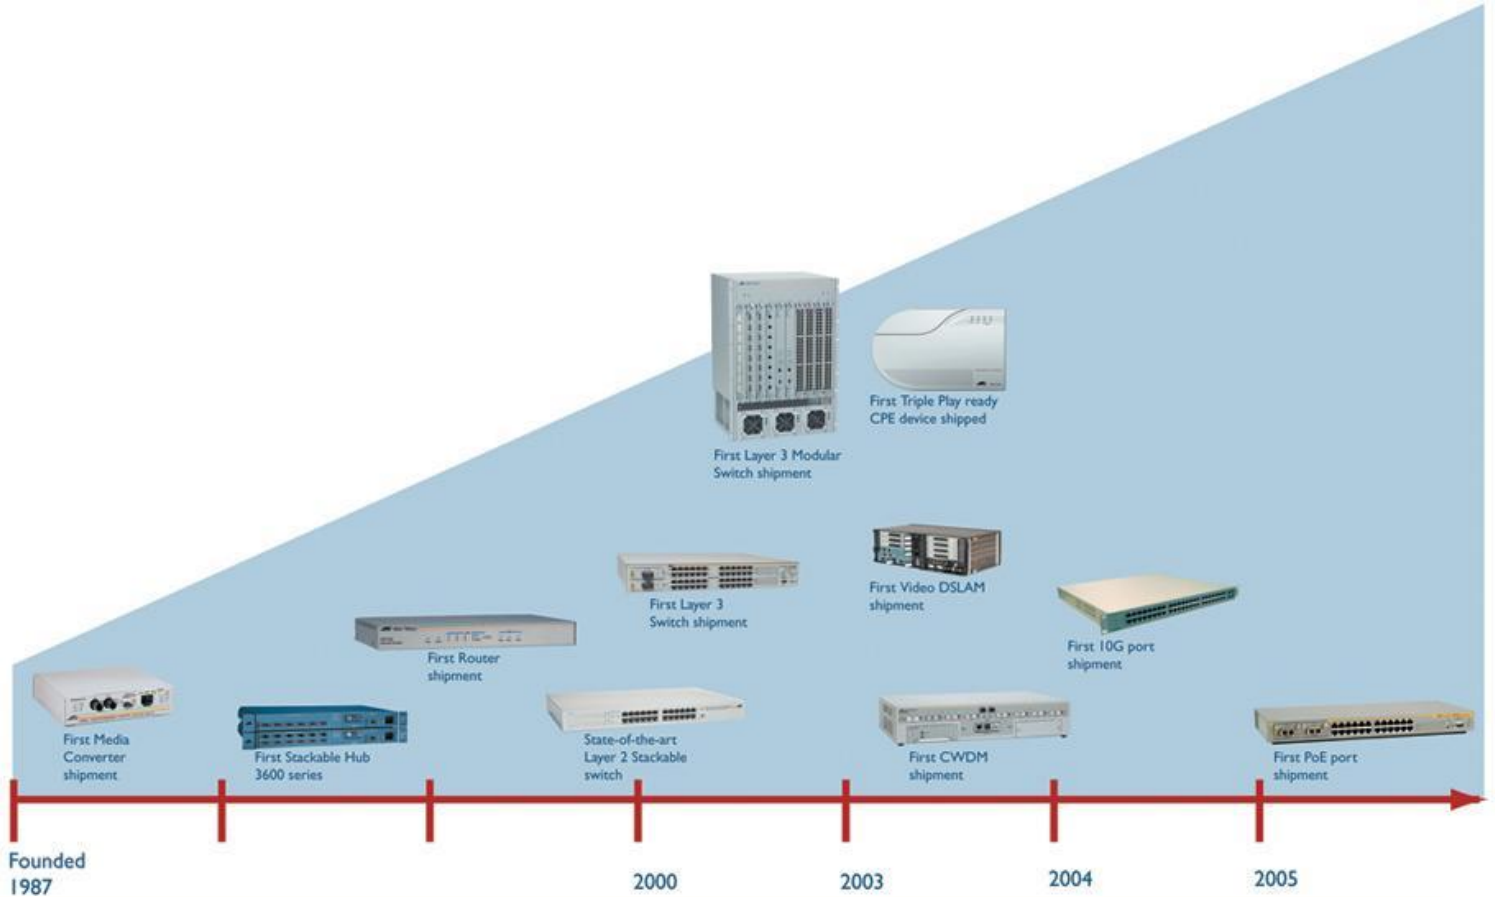 First Triple Play ready
CPE device shipped
First Layer 3 Modular
Switch shipment
First Video DSLAM
shipment
First Layer 3
Switch shipment
First 10G port
shipment
First Router
shipment
First Media
Converter
shipment
First Stackable Hub
3600 series
State-of-the-art
Layer 2 Stackable
switch
First CWDM
shipment
First PoE port
shipment
Founded
1987
2000
2003
2004
2005